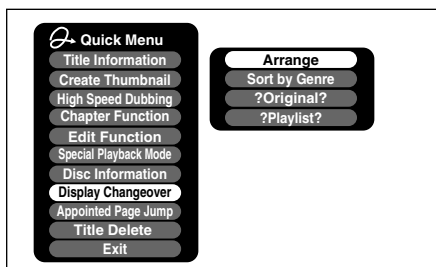 Quick Menu
Title Information
Create Thumbnail
High Speed Dubbing
Chapter Function
Edit Function
Special Playback Mode
Disc Information
Display Changeover
Appointed Page Jump
Title Delete
Exit
Arrange
Sort by Genre
?Original?
?Playlist?